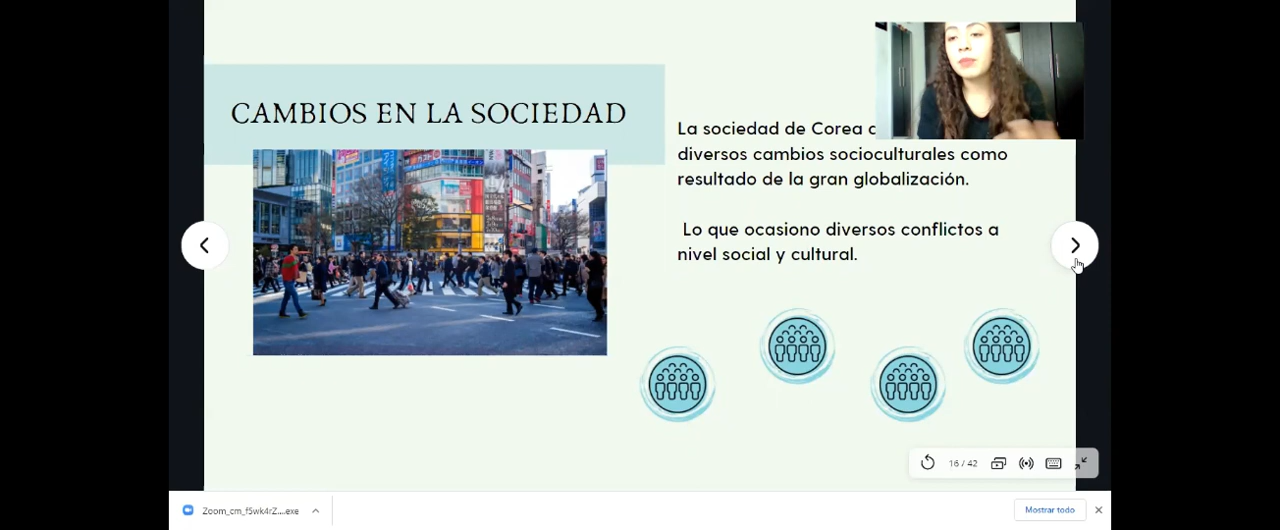 CAMBIOS EN LA SOCIEDAD
La sociedad de Corea
diversos cambios socioculturales como
resultado de la gran globalización.
Lo que ocasiono diversos conflictos a
nivel social y cultural.
16 / 42
Zoom_cm_f5wk4rZ....exe
Mostrar todo